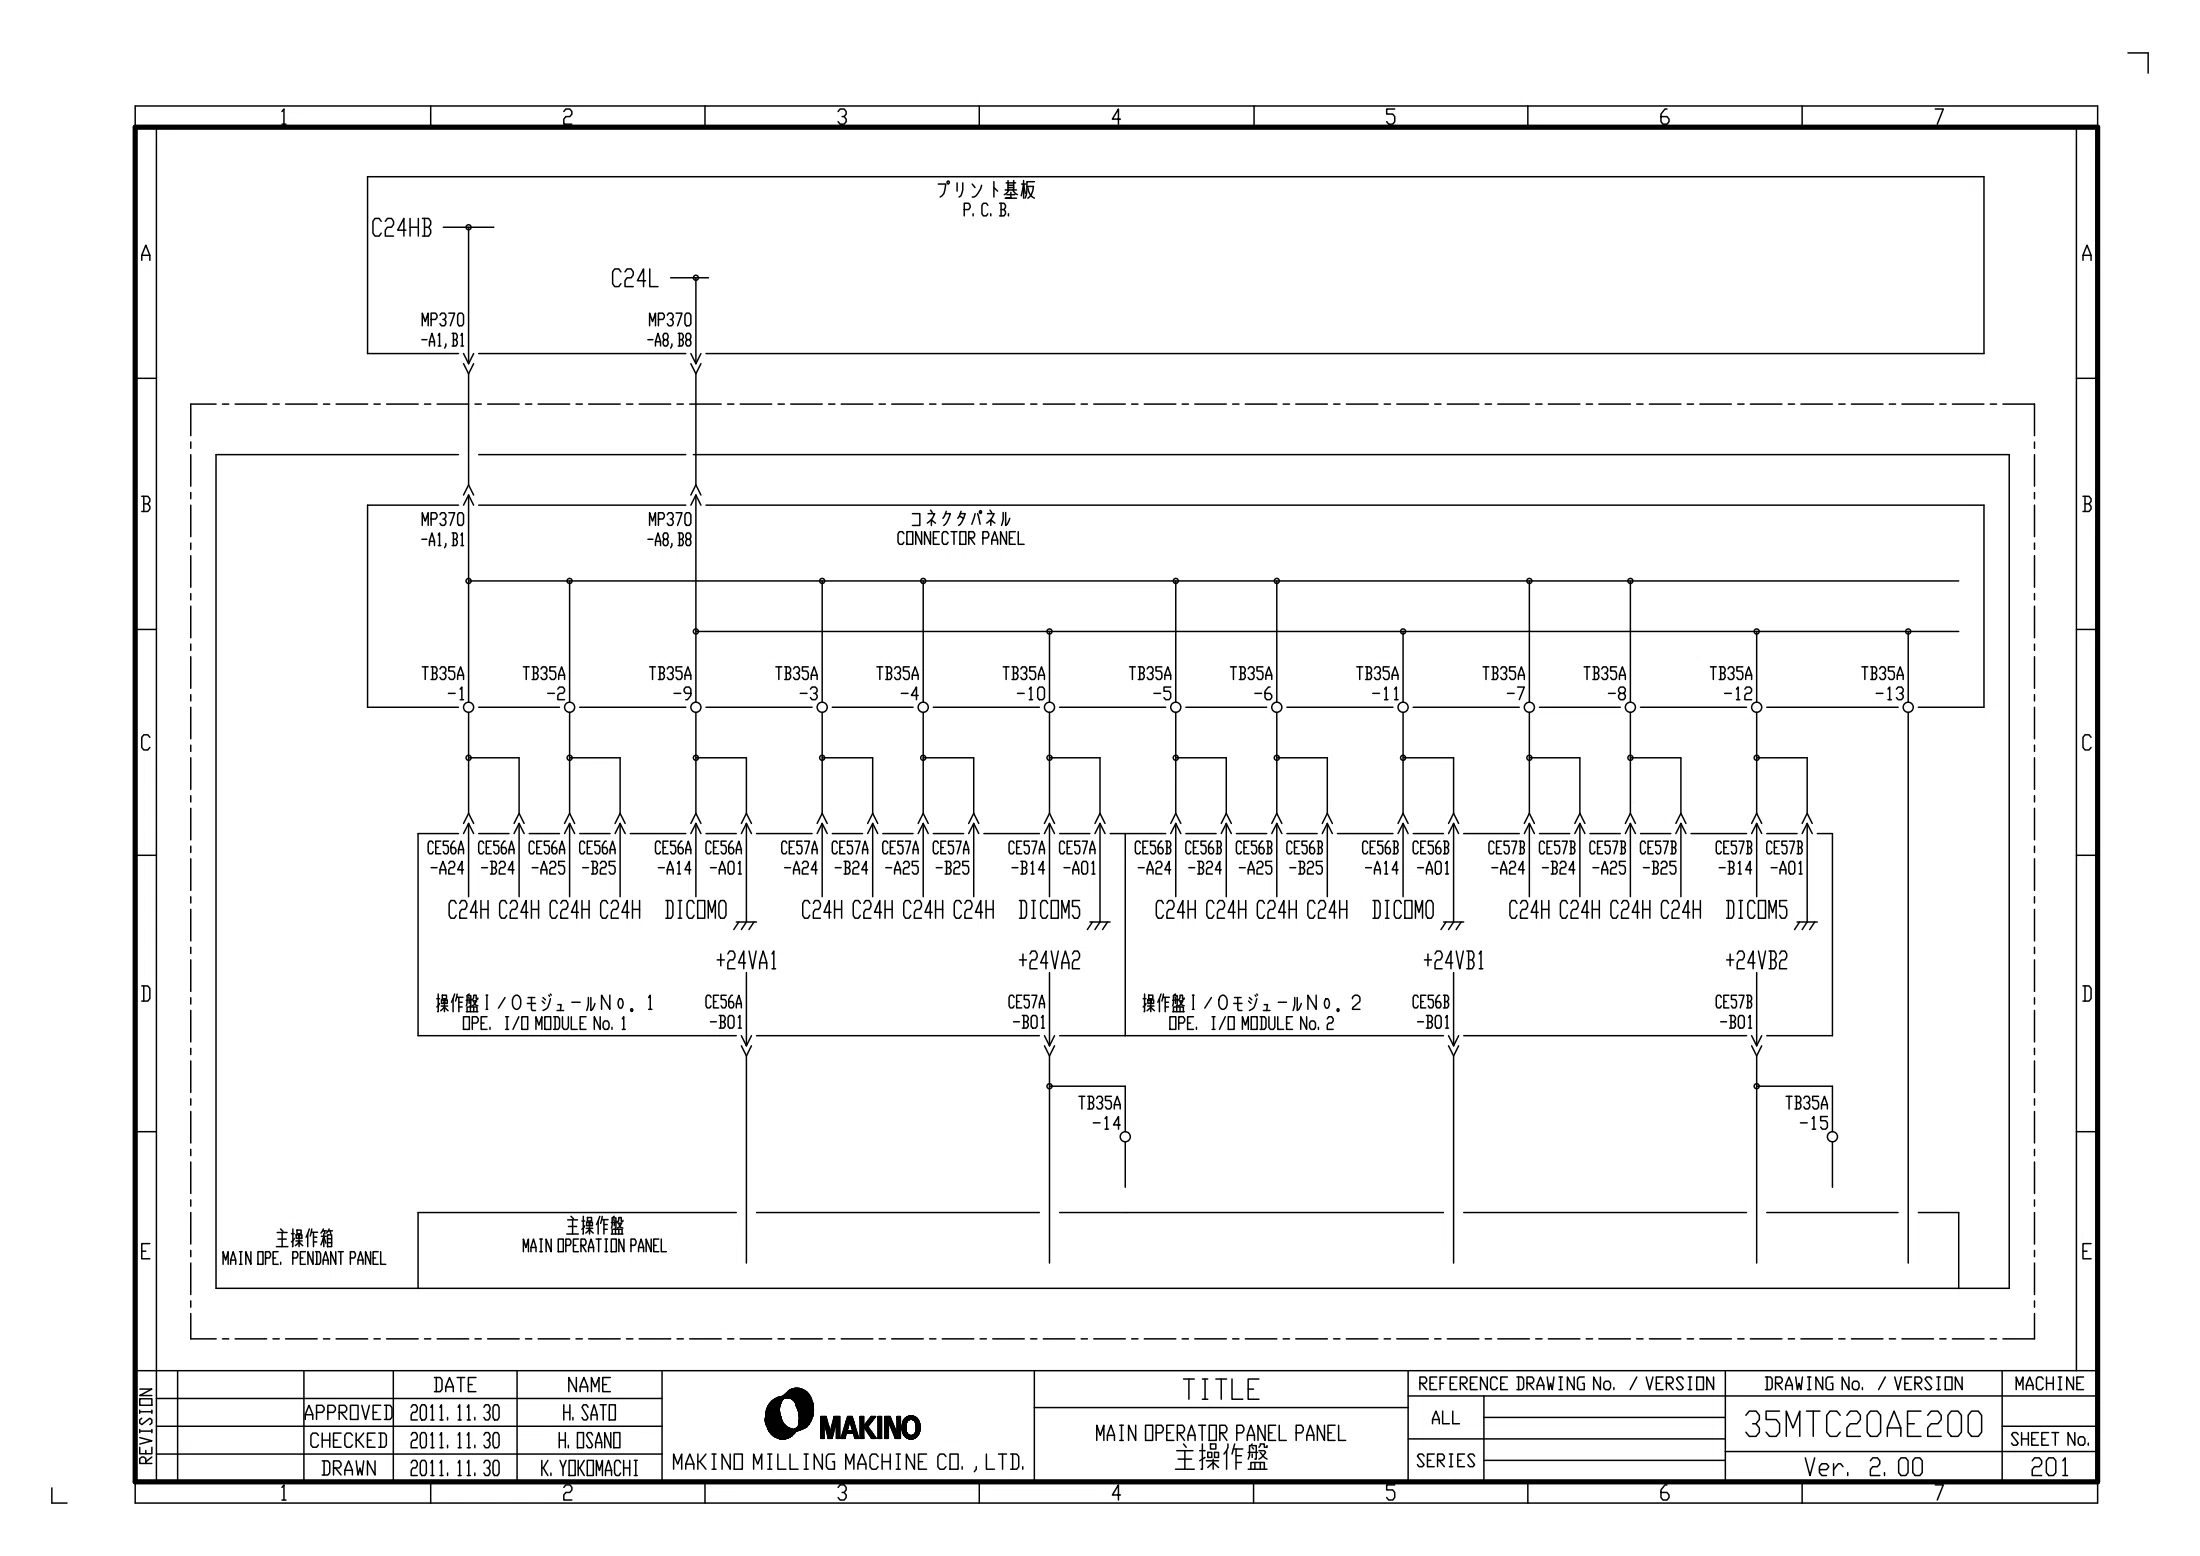 1 2 3 4 5 6 7
プリント基板
P. C. B.
C24HB
A A
C24L
MP370 MP370
-A1, B1 -A8, B8
B B
MP370 MP370
-A1, B1 -A8, B8
コネクタパネル
CONNECTOR PANEL
TB35A TB35A TB35A TB35A TB35A TB35A TB35A TB35A TB35A TB35A TB35A TB35A TB35A
-1 -2 -9 -3 -4 -10 -5 -6 -11 -7 -8 -12 -13
C C
CE56A CE56A CE56A CE56A CE56A CE56A CE57A CE57A CE57A CE57A CE57A CE57A CE56B CE56B CE56B CE56B CE56B CE56B CE57B CE57B CE57B CE57B CE57B CE57B
-A24 -B24 -A25 -B25 -A14 -A01 -A24 -B24 -A25 -B25 -B14 -A01 -A24 -B24 -A25 -B25 -A14 -A01 -A24 -B24 -A25 -B25 -B14 -A01
C24H C24H C24H C24H DICOM0 C24H C24H C24H C24H DICOM5 C24H C24H C24H C24H DICOM0 C24H C24H C24H C24H DICOM5
+24VA1 +24VA2 +24VB1 +24VB2
D D
操作盤I/OモジュールNo. 1
OPE. I/O MODULE No. 1
CE56A CE57A
-B01 -B01
操作盤I/OモジュールNo. 2
OPE. I/O MODULE No. 2
CE56B CE57B
-B01 -B01
TB35A TB35A
-14 -15
主操作箱
MAIN OPE. PENDANT PANEL
主操作盤
MAIN OPERATION PANEL
E E
REVISION
DATE NAME
APPROVED 2011. 11. 30 H. SATO
CHECKED 2011. 11. 30 H. OSANO
DRAWN 2011. 11. 30 K. YOKOMACHI
MAKINO
MAKINO MILLING MACHINE CO. , LTD.
TITLE
MAIN OPERATOR PANEL PANEL
主操作盤
REFERENCE DRAWING No. / VERSION
ALL
SERIES
DRAWING No. / VERSION
35MTC20AE200
Ver. 2. 00
MACHINE
SHEET No.
201
1 2 3 4 5 6 7